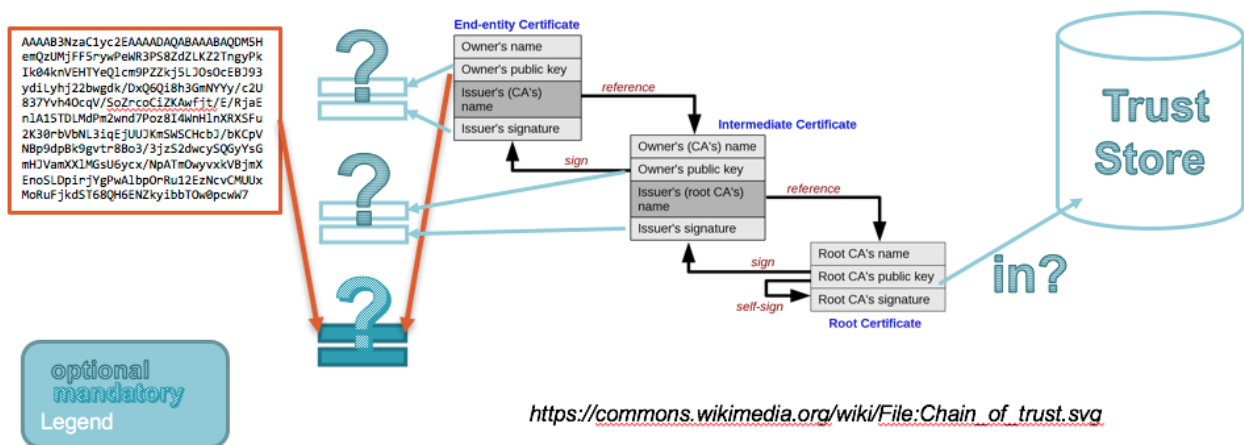 AAAAB3NzaC1yc2EAAAADAQABAAABAQDM5H
emQzUMjFF5rywPeWR3PS8ZdZLKZ2TngyPk
Ik04knVEHTYeQlcm9PZZkj5LJOsOcEBJ93
ydiLyhj22bwgdk/DxQ6Qi8h3GmNYYy/c2U
837Yvh4OcqV/SoZrcoCiZKAwfjt/E/RjaE
nlA15TDLMdPm2wnd7Poz8I4WnHlnXRXSFu
2K30rbVbNL3iqEjUUJKmSWSCHcbJ/bKCpV
NBp9dpBk9gvtr8Bo3/3jzS2dwcySQGyYsG
mHJVamXXlMGsU6ycx/NpATmOwyvxkVBjmX
EnoSLDpirjYgPwAlbpOrRu12EzNcvCMUUx
MoRuFjkdST68QH6ENZkyibbTOw0pcwW7
?
?
?
End-entity Certificate
Owner's name
Owner's public key
Issuer's (CA's)
name
Issuer's signature
reference
sign
Intermediate Certificate
Owner's (CA's) name
Owner's public key
Issuer's (root CA's)
name
Issuer's signature
reference
sign
self-sign
Root CA's name
Root CA's public key
Root CA's signature
Root Certificate
in?
Trust
Store
optional
mandatory
Legend
https://commons.wikimedia.org/wiki/File:Chain_of_trust.svg